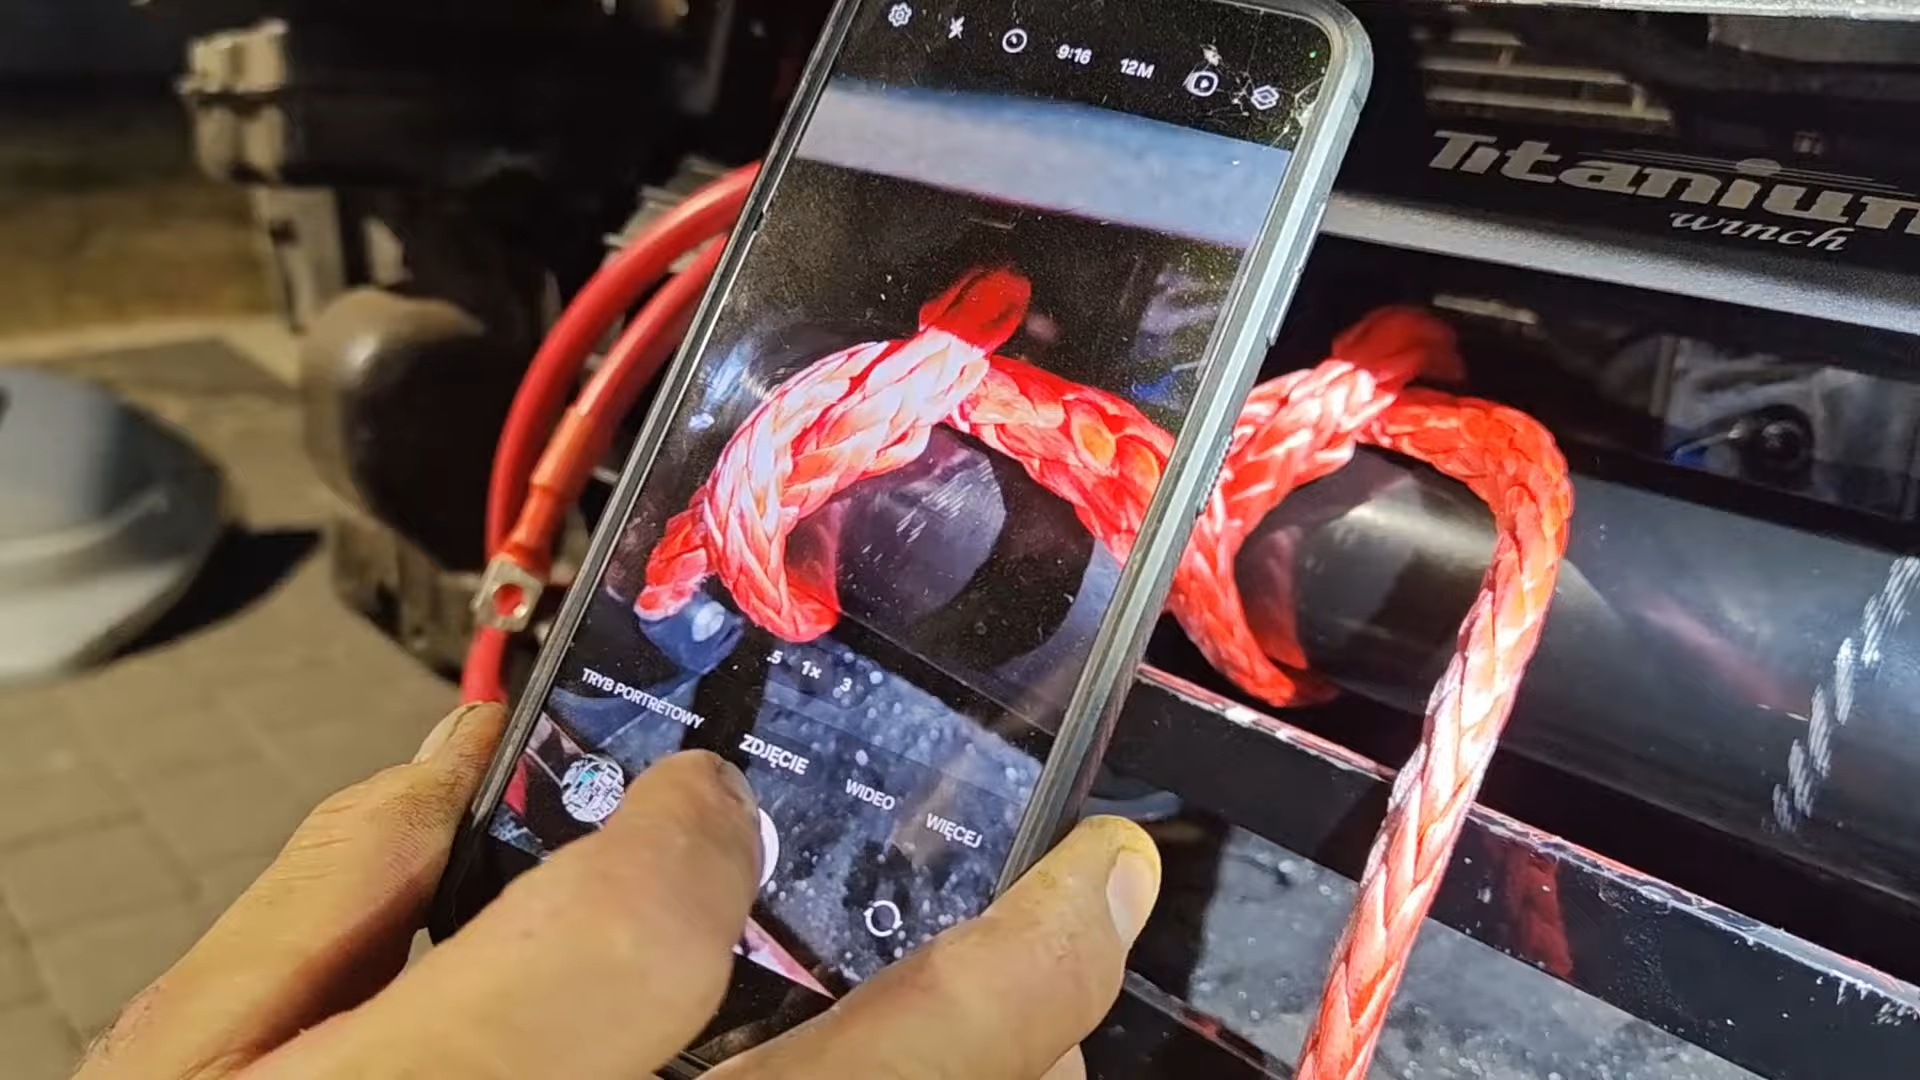 9:16 12M
Titanium
winch
.5 1x 3
TRYB PORTRETOWY
ZDJĘCIE
WIDEO
WIĘCEJ